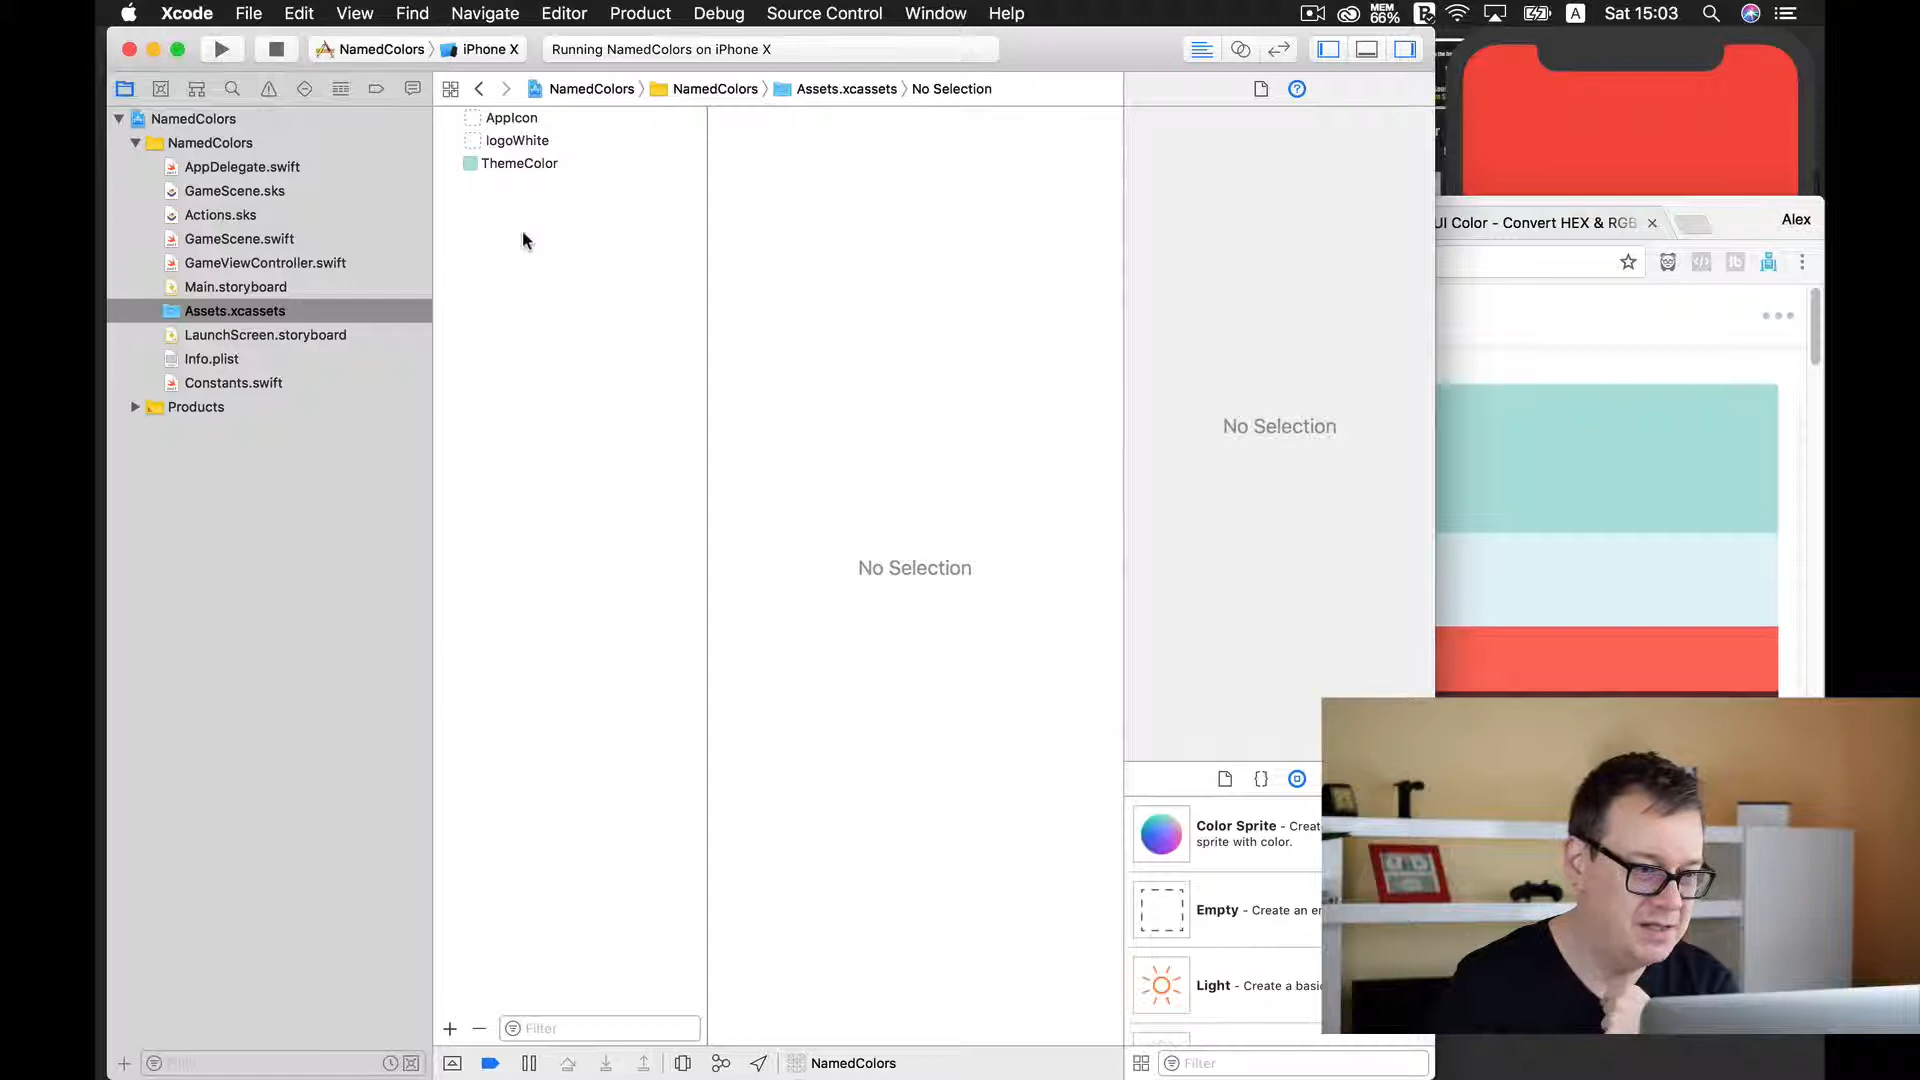 Xcode File Edit View Find Navigate Editor Product Debug Source Control Window Help MEM 66% A Sat 15:03
NamedColors iPhone X Running NamedColors on iPhone X
NamedColors NamedColors Assets.xcassets No Selection
NamedColors
NamedColors
AppDelegate.swift
GameScene.sks
Actions.sks
GameScene.swift
GameViewController.swift
Main.storyboard
Assets.xcassets
LaunchScreen.storyboard
Info.plist
Constants.swift
Products
AppIcon
logoWhite
ThemeColor
No Selection
No Selection
UI Color - Convert HEX & RGB Alex
Color Sprite - Creat
sprite with color.
Empty - Create an e
Light - Create a basi
Filter
Filter
NamedColors
Filter